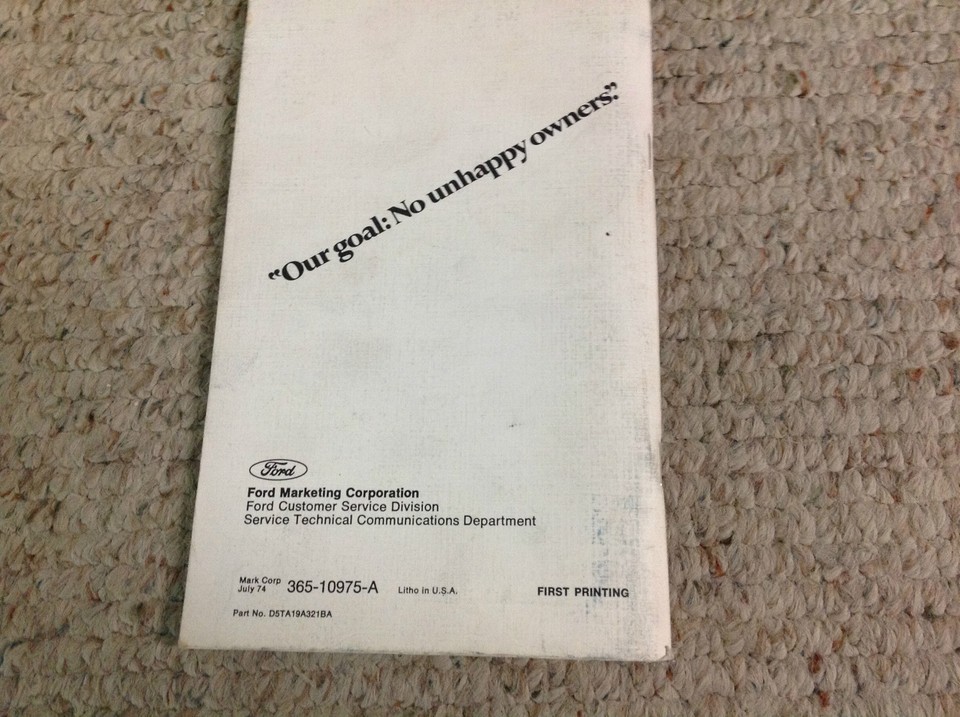 “Our goal: No unhappy owners.”
Ford
Ford Marketing Corporation
Ford Customer Service Division
Service Technical Communications Department
Mark Corp
July 74
365-10975-A
Litho in U.S.A.
FIRST PRINTING
Part No. D5TA19A321BA